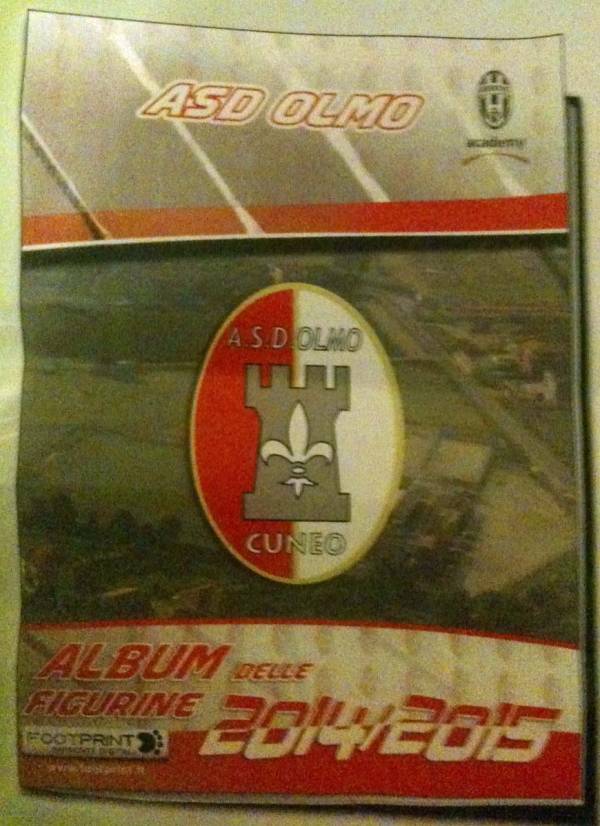 ASD OLMO
academy
A.S.D. OLMO
CUNEO
ALBUM DELLE
FIGURINE 2014/2015
FOOTPRINT